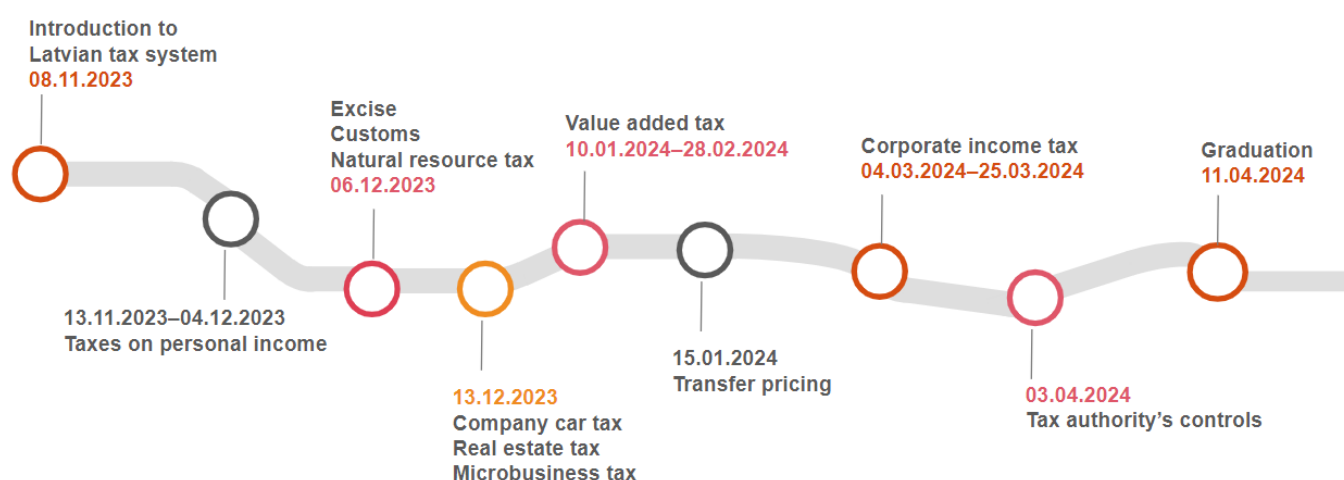 Introduction to
Latvian tax system
08.11.2023
13.11.2023–04.12.2023
Taxes on personal income
Excise
Customs
Natural resource tax
06.12.2023
13.12.2023
Company car tax
Real estate tax
Microbusiness tax
Value added tax
10.01.2024–28.02.2024
15.01.2024
Transfer pricing
Corporate income tax
04.03.2024–25.03.2024
03.04.2024
Tax authority’s controls
Graduation
11.04.2024